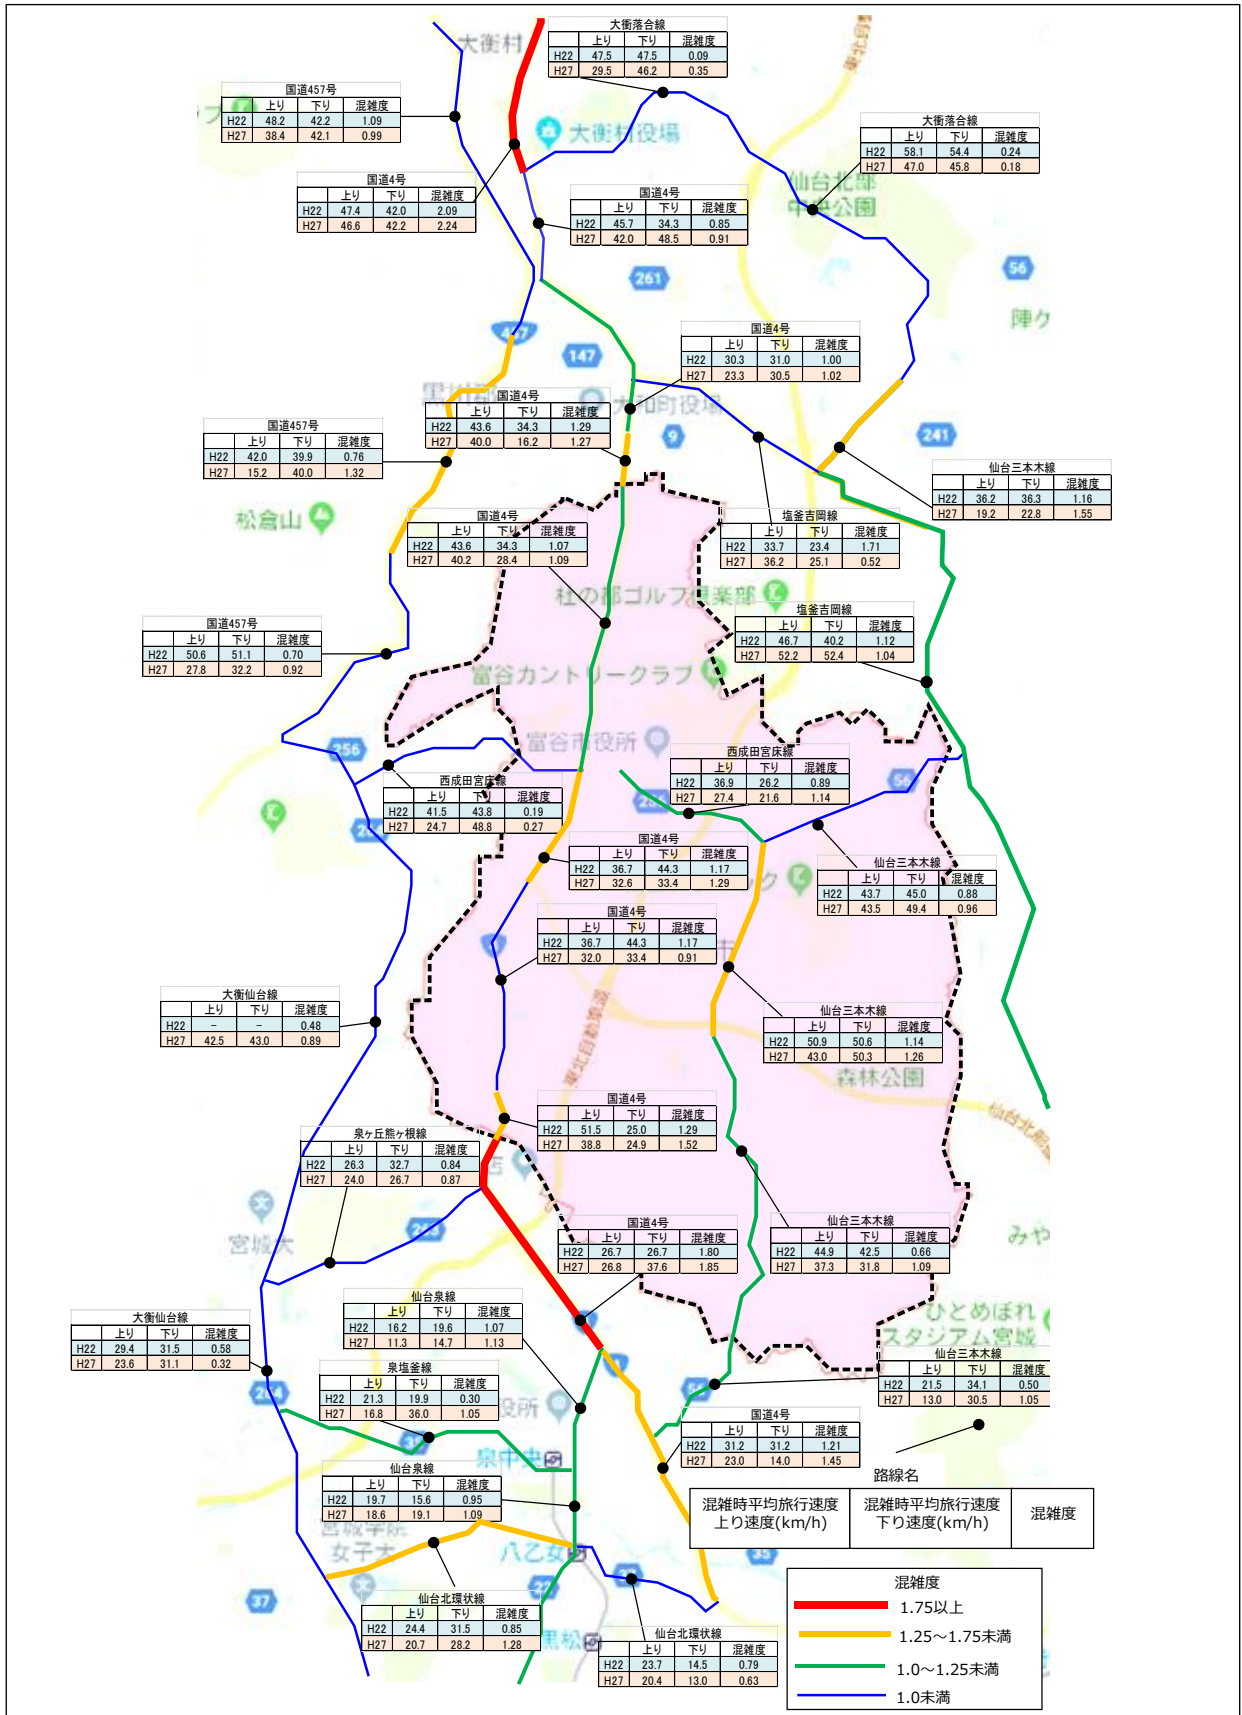 大衡村
大衡落合線
上り 下り 混雑度
H22 47.5 47.5 0.09
H27 29.5 46.2 0.35
国道457号
上り 下り 混雑度
H22 48.2 42.2 1.09
H27 38.4 42.1 0.99
大衡村役場
大衡落合線
上り 下り 混雑度
H22 58.1 54.4 0.24
H27 47.0 45.8 0.18
国道4号
上り 下り 混雑度
H22 47.4 42.0 2.09
H27 46.6 42.2 2.24
国道4号
上り 下り 混雑度
H22 45.7 34.3 0.85
H27 42.0 48.5 0.91
仙台北部
中央公園
261
56
陣ケ
国道4号
上り 下り 混雑度
H22 30.3 31.0 1.00
H27 23.3 30.5 1.02
147
国道4号
上り 下り 混雑度
H22 43.6 34.3 1.29
H27 40.0 16.2 1.27
大和町役場
9
241
国道457号
上り 下り 混雑度
H22 42.0 39.9 0.76
H27 15.2 40.0 1.32
仙台三本木線
上り 下り 混雑度
H22 36.2 36.3 1.16
H27 19.2 22.8 1.55
松倉山
国道4号
上り 下り 混雑度
H22 43.6 34.3 1.07
H27 40.2 28.4 1.09
塩釜吉岡線
上り 下り 混雑度
H22 33.7 23.4 1.71
H27 36.2 25.1 0.52
杜の都ゴルフ倶楽部
塩釜吉岡線
上り 下り 混雑度
H22 46.7 40.2 1.12
H27 52.2 52.4 1.04
国道457号
上り 下り 混雑度
H22 50.6 51.1 0.70
H27 27.8 32.2 0.92
富谷カントリークラブ
富谷市役所
256
西成田宮床線
上り 下り 混雑度
H22 36.9 26.2 0.89
H27 27.4 21.6 1.14
56
西成田宮床線
上り 下り 混雑度
H22 41.5 43.8 0.19
H27 24.7 48.8 0.27
国道4号
上り 下り 混雑度
H22 36.7 44.3 1.17
H27 32.6 33.4 1.29
仙台三本木線
上り 下り 混雑度
H22 43.7 45.0 0.88
H27 43.5 49.4 0.96
国道4号
上り 下り 混雑度
H22 36.7 44.3 1.17
H27 32.0 33.4 0.91
市
大衡仙台線
上り 下り 混雑度
H22 － － 0.48
H27 42.5 43.0 0.89
仙台三本木線
上り 下り 混雑度
H22 50.9 50.6 1.14
H27 43.0 50.3 1.26
東北自動車道
森林公園
国道4号
上り 下り 混雑度
H22 51.5 25.0 1.29
H27 38.8 24.9 1.52
泉ヶ丘熊ヶ根線
上り 下り 混雑度
H22 26.3 32.7 0.84
H27 24.0 26.7 0.87
店
宮城大
国道4号
上り 下り 混雑度
H22 26.7 26.7 1.80
H27 26.8 37.6 1.85
仙台三本木線
上り 下り 混雑度
H22 44.9 42.5 0.66
H27 37.3 31.8 1.09
みや
仙台泉線
上り 下り 混雑度
H22 16.2 19.6 1.07
H27 11.3 14.7 1.13
大衡仙台線
上り 下り 混雑度
H22 29.4 31.5 0.58
H27 23.6 31.1 0.32
ひとめぼれ
スタジアム宮城
仙台三本木線
上り 下り 混雑度
H22 21.5 34.1 0.50
H27 13.0 30.5 1.05
泉塩釜線
上り 下り 混雑度
H22 21.3 19.9 0.30
H27 16.8 36.0 1.05
役所
国道4号
上り 下り 混雑度
H22 31.2 31.2 1.21
H27 23.0 14.0 1.45
泉中央
仙台泉線
上り 下り 混雑度
H22 19.7 15.6 0.95
H27 18.6 19.1 1.09
路線名
混雑時平均旅行速度
上り速度(km/h)
混雑時平均旅行速度
下り速度(km/h)
混雑度
宮城学院
女子大
八乙女
35
37
22
仙台北環状線
上り 下り 混雑度
H22 24.4 31.5 0.85
H27 20.7 28.2 1.28
黒松
仙台北環状線
上り 下り 混雑度
H22 23.7 14.5 0.79
H27 20.4 13.0 0.63
混雑度
1.75以上
1.25～1.75未満
1.0～1.25未満
1.0未満